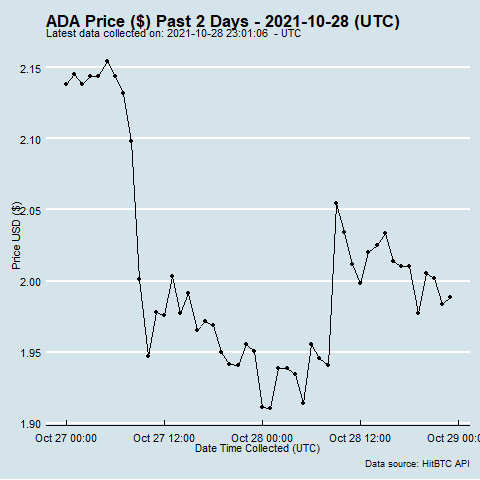 ADA Price ($) Past 2 Days - 2021-10-28 (UTC)
Latest data collected on: 2021-10-28 23:01:06 - UTC
2.15
2.10
2.05
2.00
1.95
1.90
Price USD ($)
Oct 27 00:00 Oct 27 12:00 Oct 28 00:00 Oct 28 12:00 Oct 29 00:00
Date Time Collected (UTC)
Data source: HitBTC API